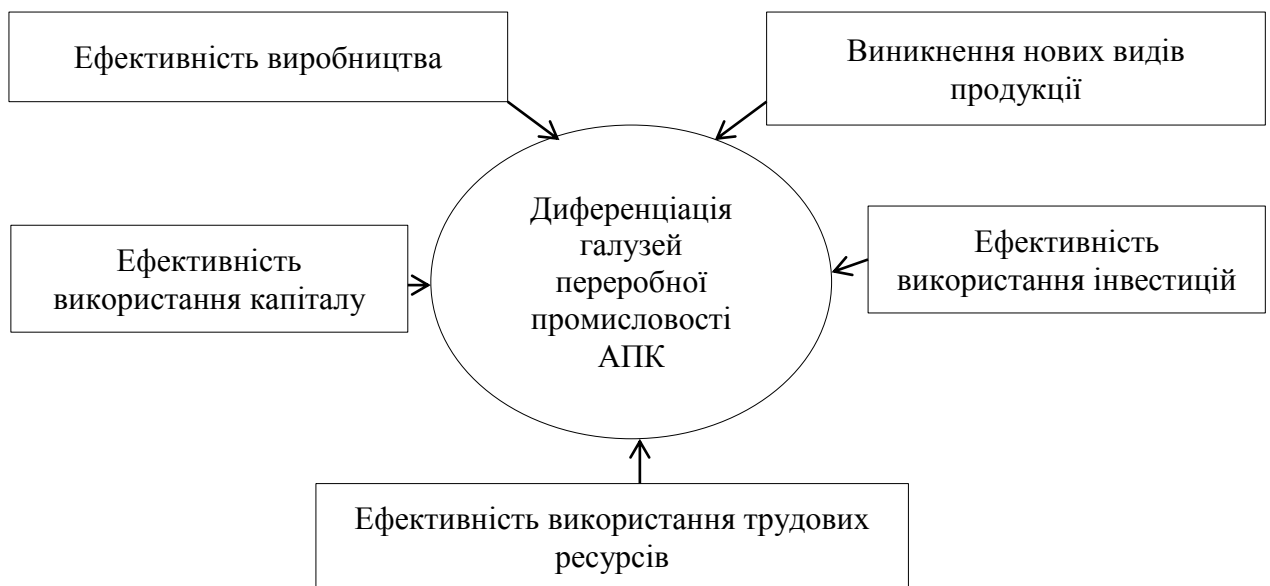 Ефективність виробництва
Виникнення нових видів
продукції
Диференціація
галузей
переробної
промисловості
АПК
Ефективність
використання капіталу
Ефективність
використання інвестицій
Ефективність використання трудових
ресурсів